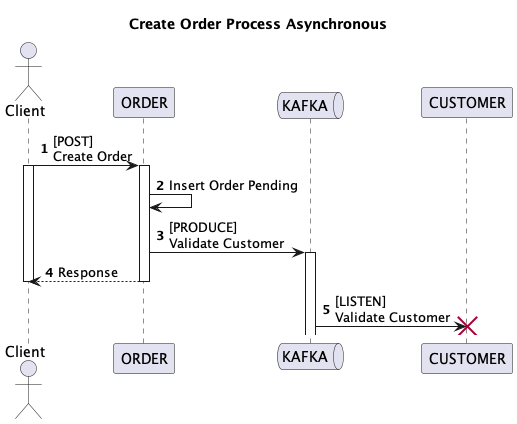 Create Order Process Asynchronous
Client
ORDER
KAFKA
CUSTOMER
1 [POST]
Create Order
2 Insert Order Pending
3 [PRODUCE]
Validate Customer
4 Response
5 [LISTEN]
Validate Customer
Client
ORDER
KAFKA
CUSTOMER